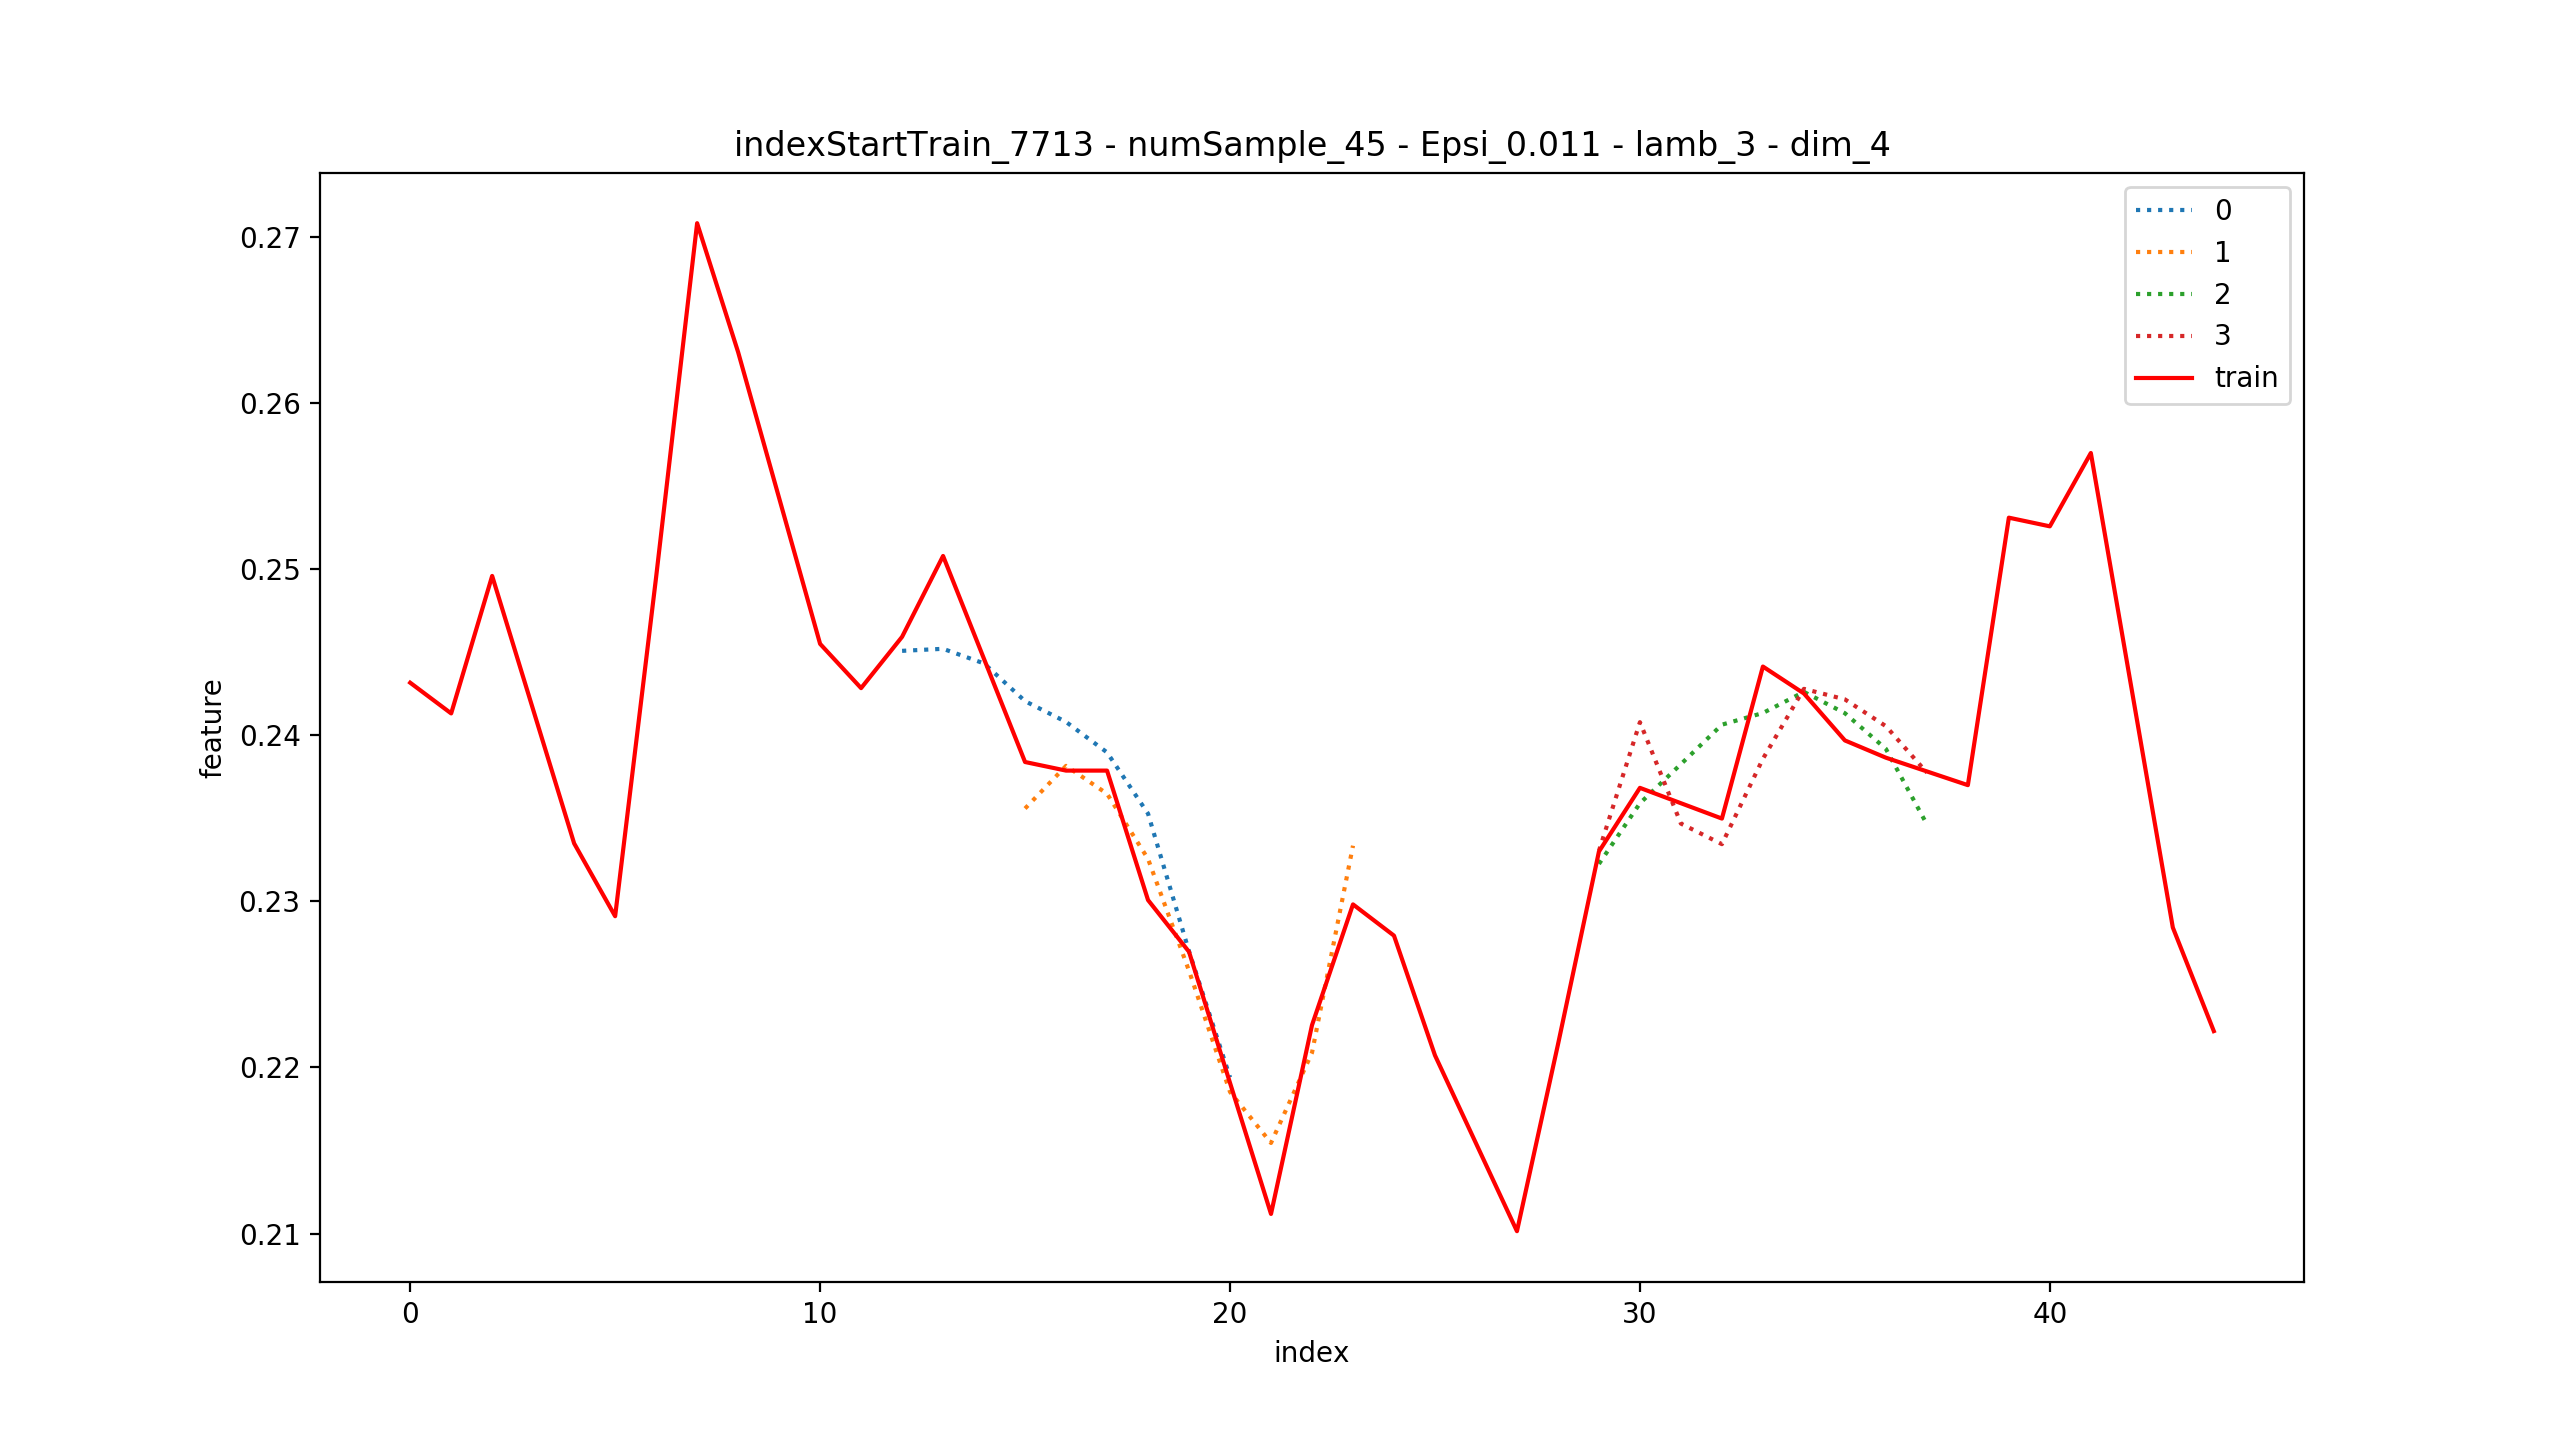 indexStartTrain_7713 - numSample_45 - Epsi_0.011 - lamb_3 - dim_4
0
1
2
3
train
0.27
0.26
0.25
0.24
0.23
0.22
0.21
feature
0 10 20 30 40
index